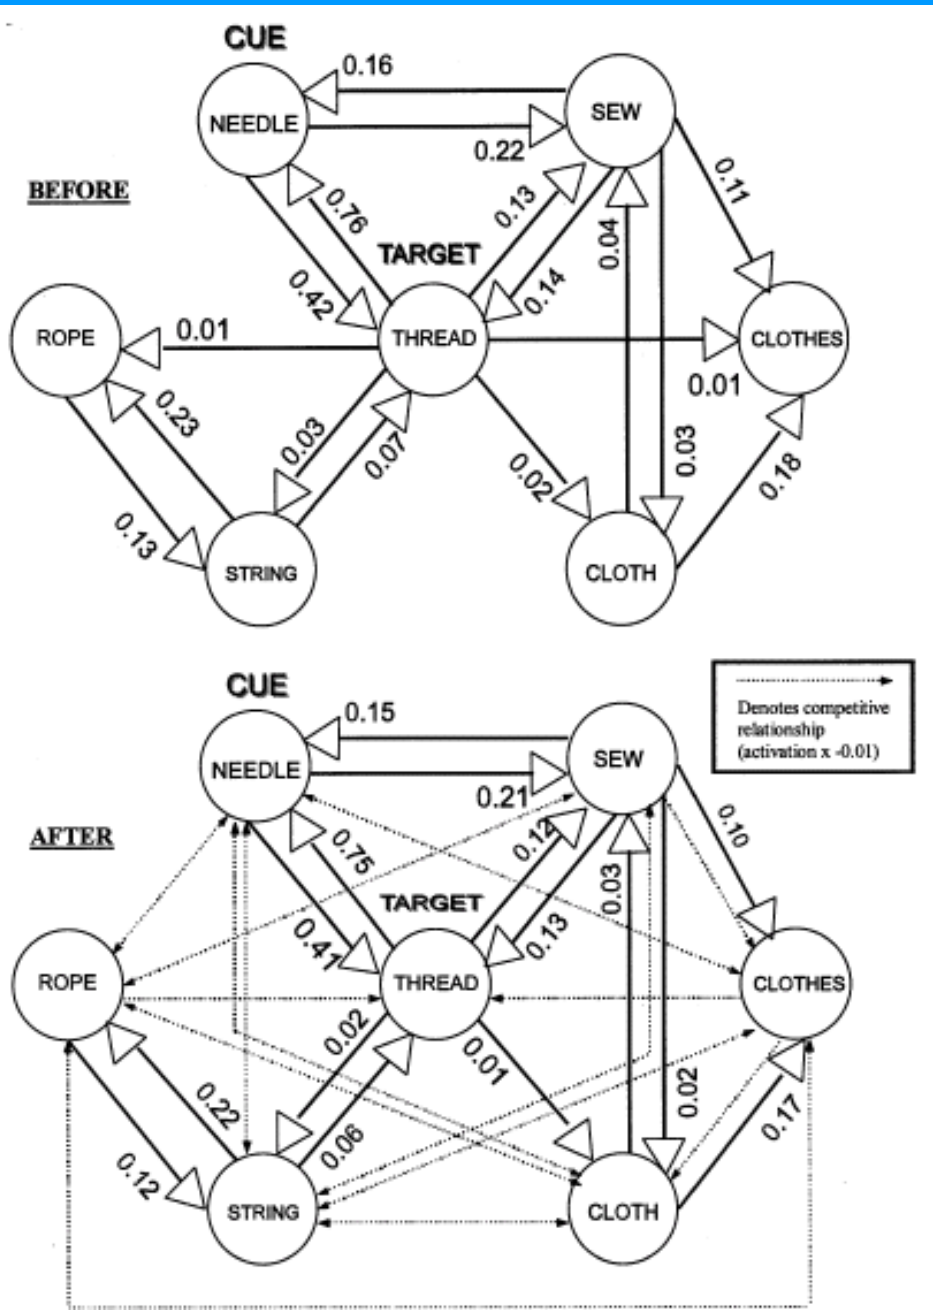 CUE
0.16
NEEDLE
SEW
0.22
BEFORE
0.11
0.76
0.13
0.04
TARGET
0.42
0.14
ROPE
0.01
THREAD
CLOTHES
0.01
0.23
0.03
0.07
0.03
0.02
0.18
0.13
STRING
CLOTH
CUE
0.15
Denotes competitive
relationship
(activation x -0.01)
NEEDLE
SEW
0.21
AFTER
0.10
0.75
0.12
0.03
TARGET
0.41
0.13
ROPE
THREAD
CLOTHES
0.02
0.01
0.02
0.22
0.06
0.17
0.12
STRING
CLOTH